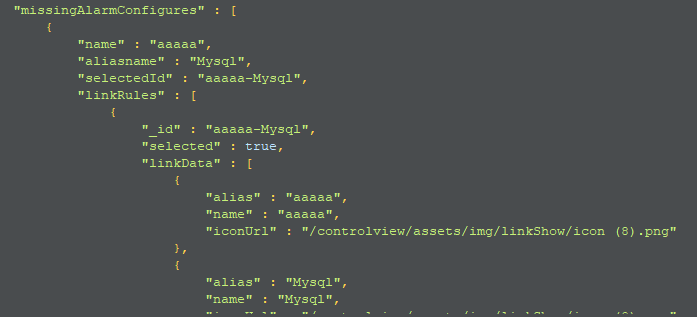 "missingAlarmConfigures" : [
{
"name" : "aaaaa",
"aliasname" : "Mysql",
"selectedId" : "aaaaa-Mysql",
"linkRules" : [
{
"_id" : "aaaaa-Mysql",
"selected" : true,
"linkData" : [
{
"alias" : "aaaaa",
"name" : "aaaaa",
"iconUrl" : "/controlview/assets/img/linkShow/icon (8).png"
},
{
"alias" : "Mysql",
"name" : "Mysql",